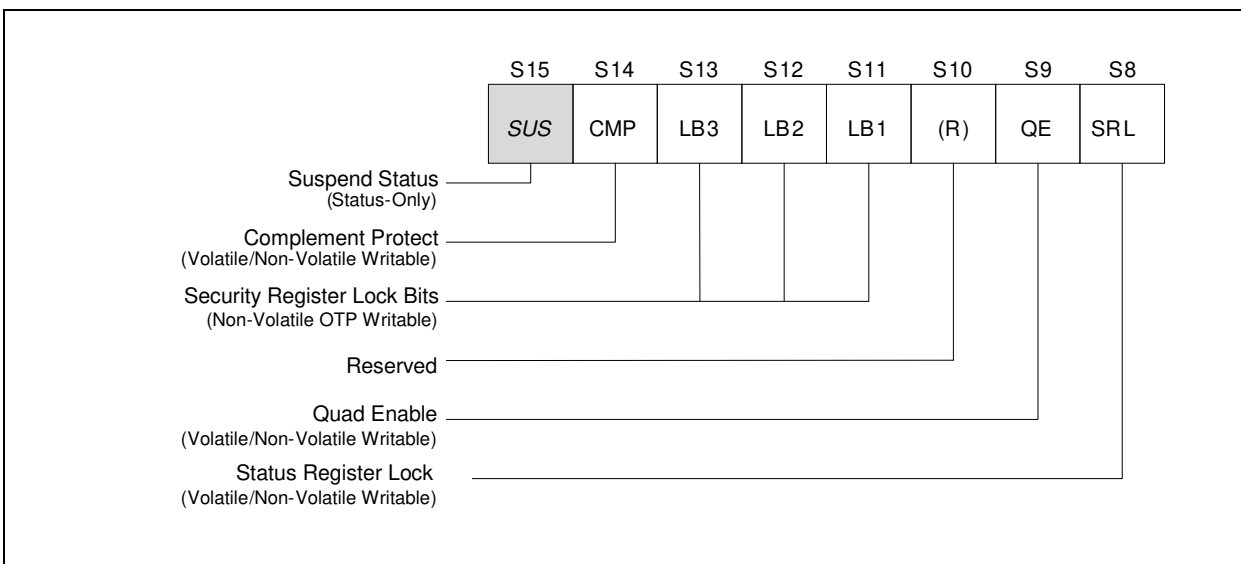 S15 S14 S13 S12 S11 S10 S9 S8
SUS CMP LB3 LB2 LB1 (R) QE SRL
Suspend Status
(Status-Only)
Complement Protect
(Volatile/Non-Volatile Writable)
Security Register Lock Bits
(Non-Volatile OTP Writable)
Reserved
Quad Enable
(Volatile/Non-Volatile Writable)
Status Register Lock
(Volatile/Non-Volatile Writable)